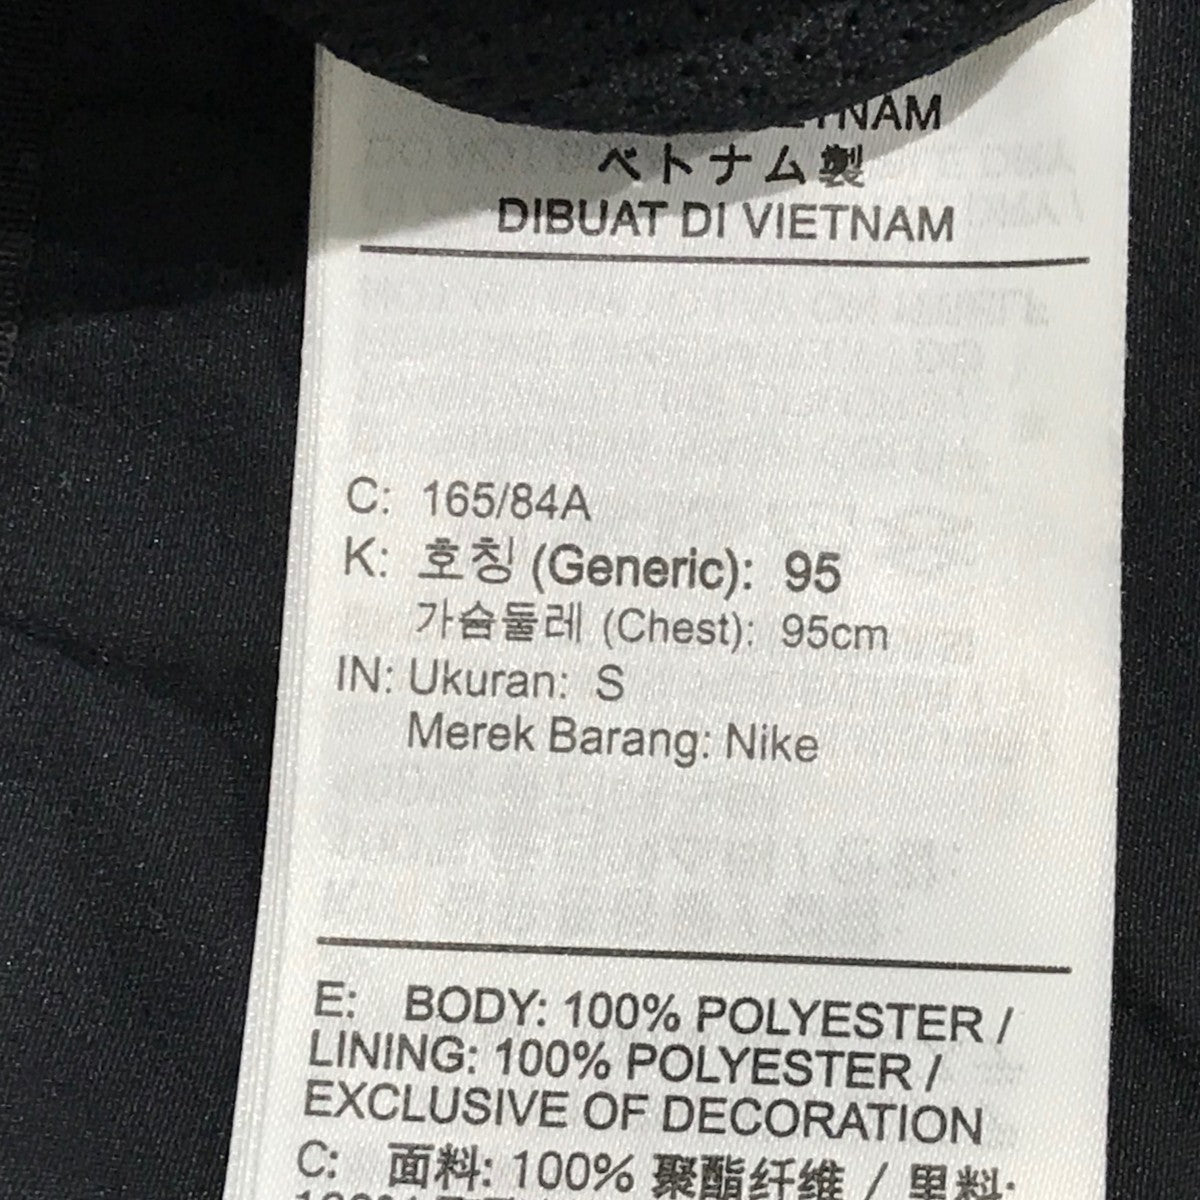 ベトナム製
DIBUAT DI VIETNAM
C: 165/84A
K: 호칭 (Generic): 95
가슴둘레 (Chest): 95cm
IN: Ukuran: S
Merek Barang: Nike
E: BODY: 100% POLYESTER /
LINING: 100% POLYESTER /
EXCLUSIVE OF DECORATION
C: 面料: 100% 聚酯纤维 / 里料: